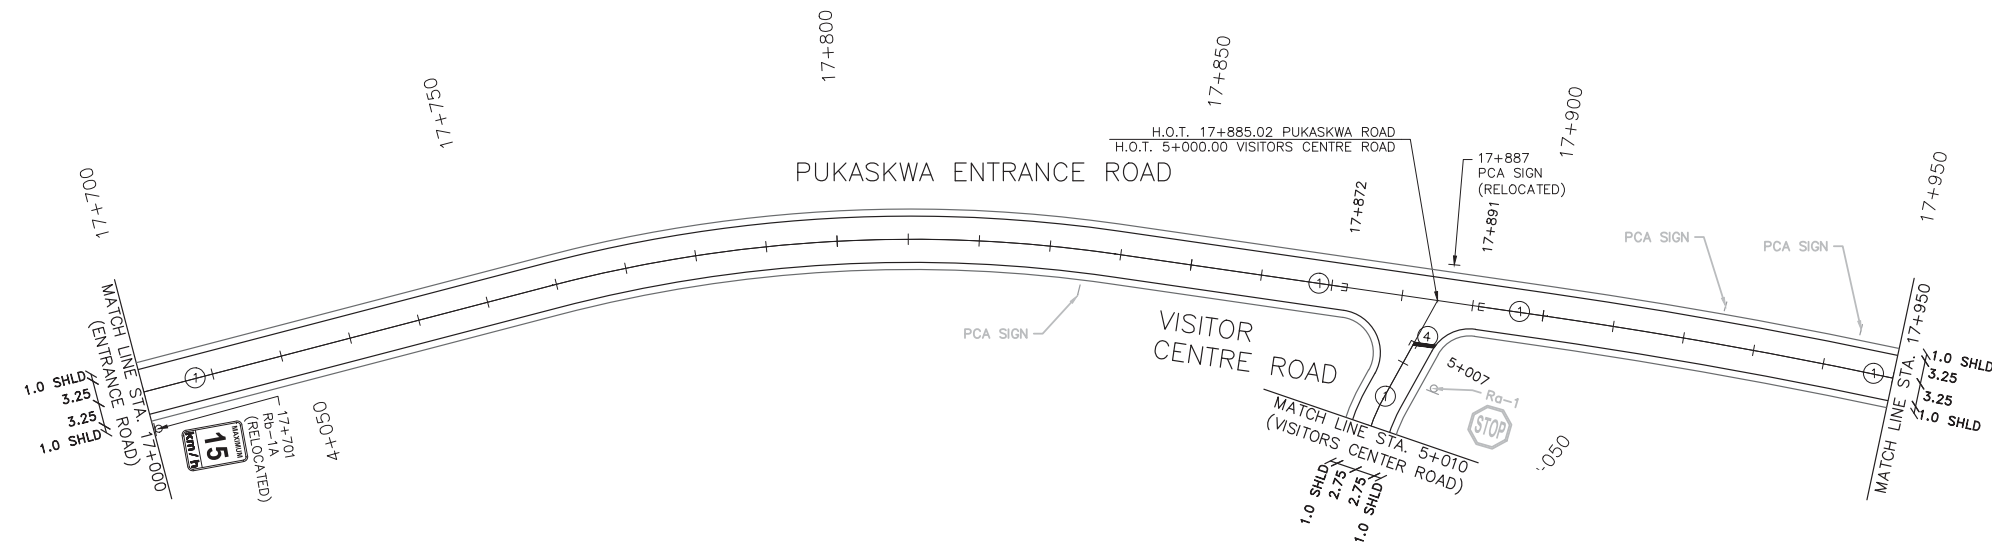 17+700
17+750
17+800
17+850
17+900
17+950
H.O.T. 17+885.02 PUKASKWA ROAD
H.O.T. 5+000.00 VISITORS CENTRE ROAD
PUKASKWA ENTRANCE ROAD
17+872
17+887
PCA SIGN
(RELOCATED)
17+891
PCA SIGN
PCA SIGN
PCA SIGN
VISITOR
CENTRE ROAD
1
1
1
4
1
1
MATCH LINE STA. 17+000
(ENTRANCE ROAD)
1.0 SHLD
3.25
3.25
1.0 SHLD
MAXIMUM
15
km/h
17+701
Rb-1A
(RELOCATED)
4+050
5+007
Ra-1
STOP
MATCH LINE STA. 5+010
(VISITORS CENTER ROAD)
1.0 SHLD
2.75
2.75
1.0 SHLD
-050
MATCH LINE STA. 17+950
1.0 SHLD
3.25
3.25
1.0 SHLD